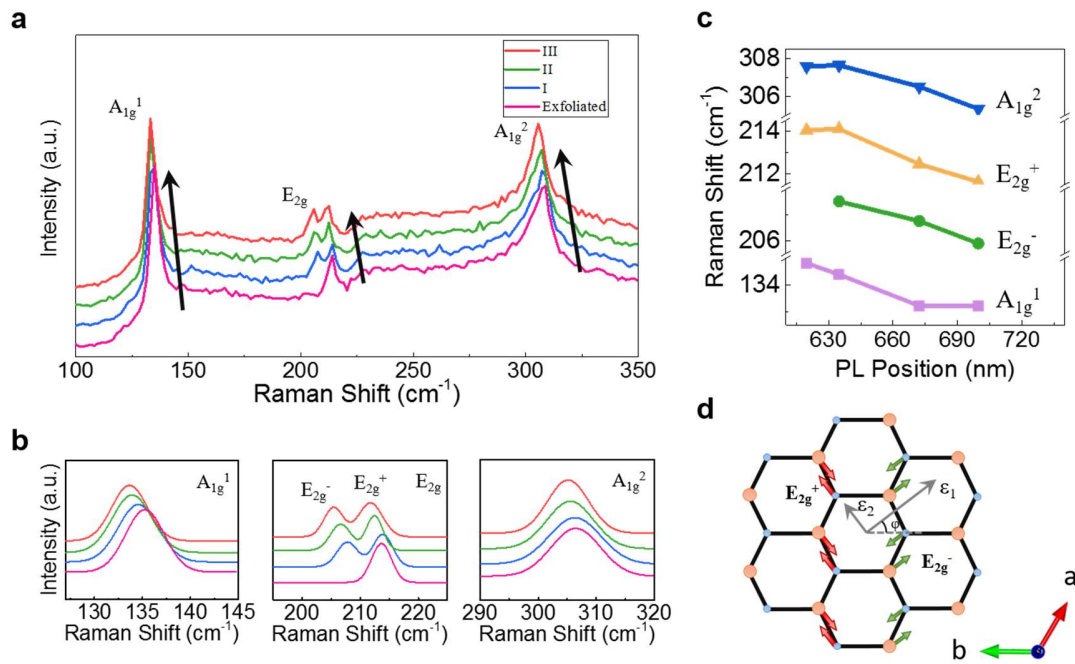 a
Intensity (a.u.)
A1g1
E2g
A1g2
III
II
I
Exfoliated
100 150 200 250 300 350
Raman Shift (cm-1)
b
Intensity (a.u.)
A1g1
130 135 140 145
Raman Shift (cm-1)
E2g- E2g+ E2g
200 210 220
Raman Shift (cm-1)
A1g2
290 300 310 320
Raman Shift (cm-1)
c
Raman Shift (cm-1)
308
306
214
212
206
134
A1g2
E2g+
E2g-
A1g1
630 660 690 720
PL Position (nm)
d
E2g+
ε2
ε1
φ
E2g-
a
b